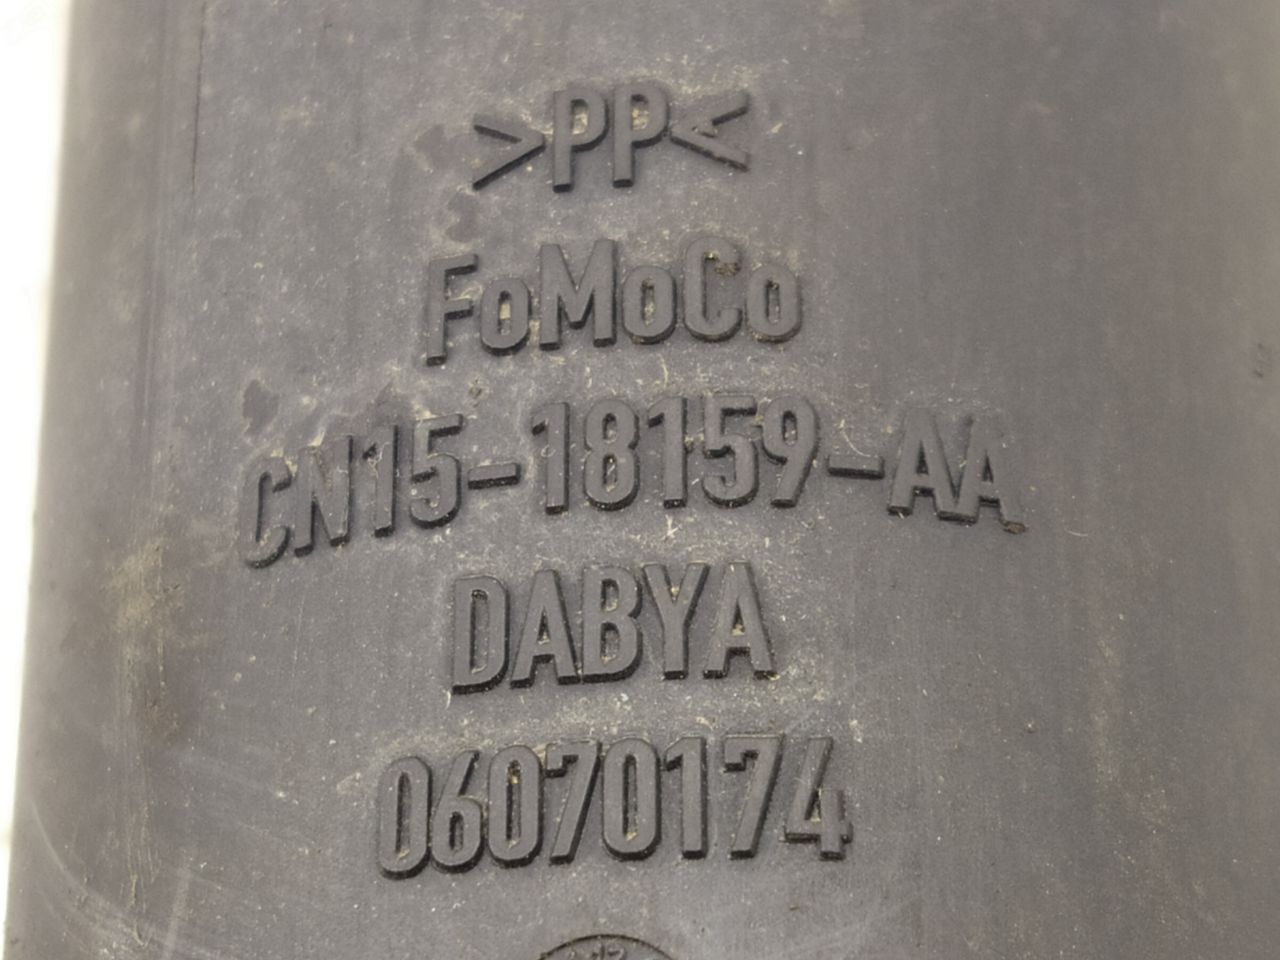 >PP<
FoMoCo
CN15-18159-AA
DABYA
06070174